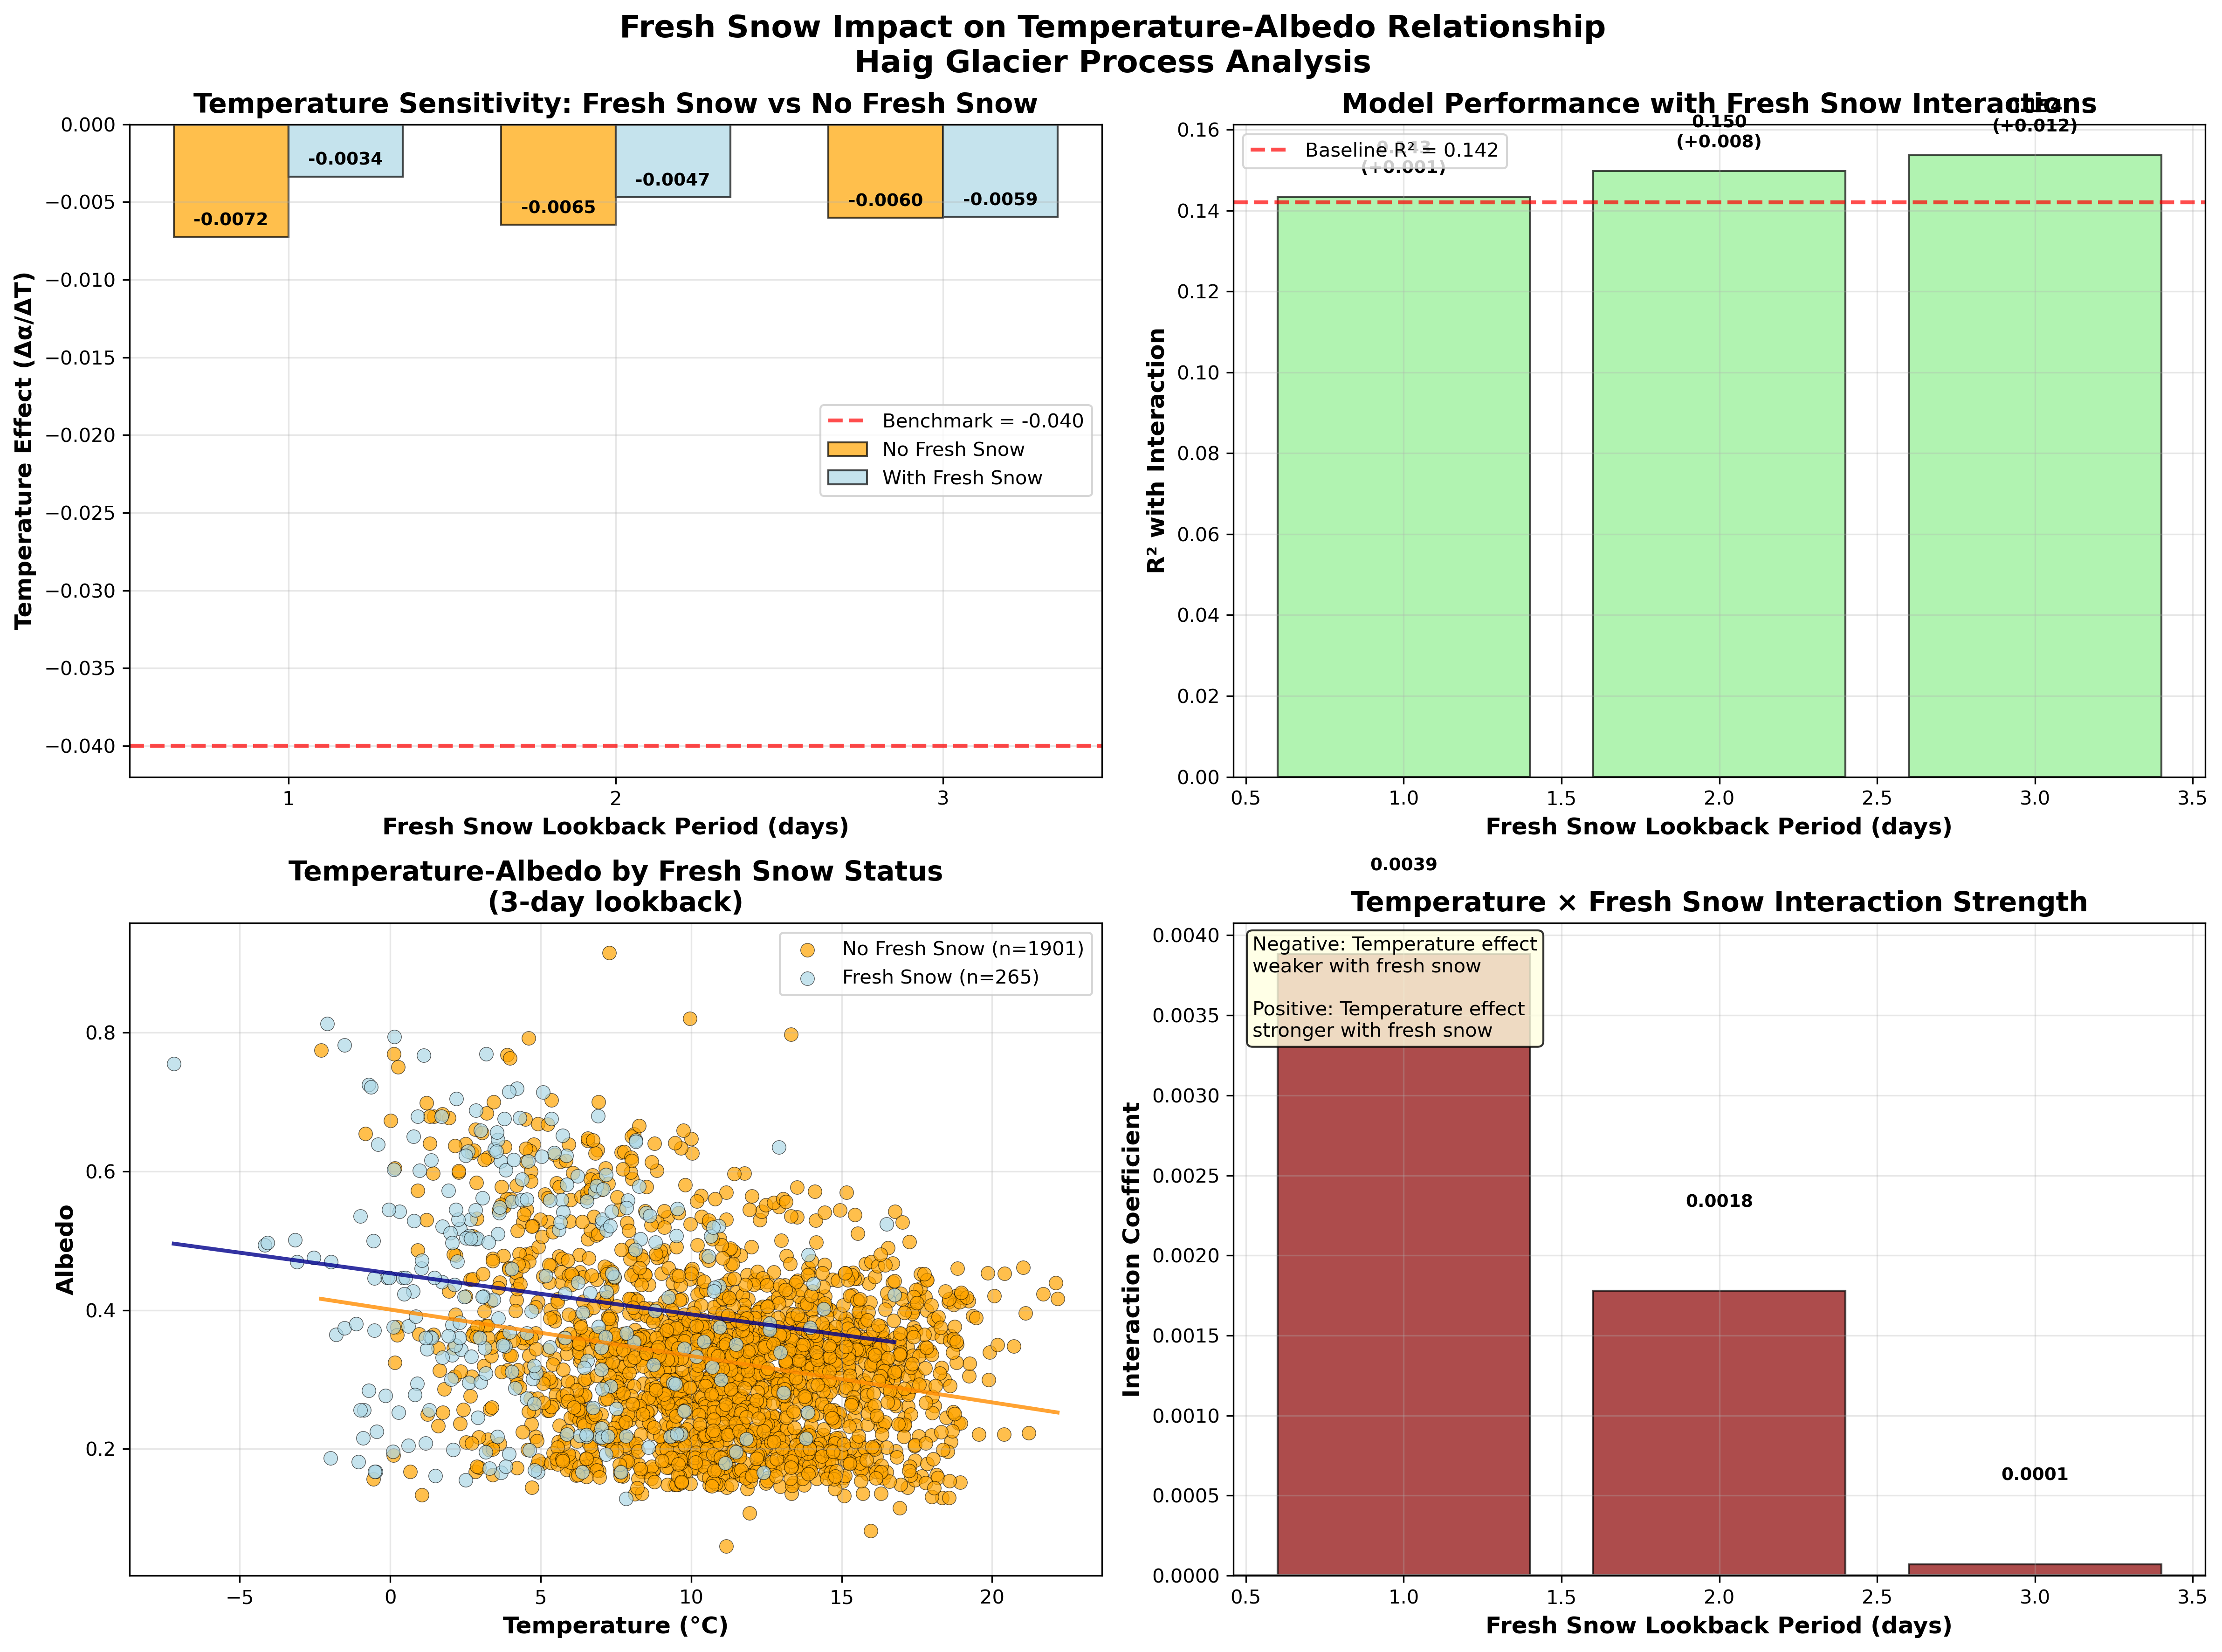 Fresh Snow Impact on Temperature-Albedo Relationship
Haig Glacier Process Analysis
Temperature Sensitivity: Fresh Snow vs No Fresh Snow
0.000
−0.005
−0.010
−0.015
−0.020
−0.025
−0.030
−0.035
−0.040
Temperature Effect (Δα/ΔT)
-0.0072
-0.0034
-0.0065
-0.0047
-0.0060
-0.0059
Benchmark = -0.040
No Fresh Snow
With Fresh Snow
1
2
3
Fresh Snow Lookback Period (days)
Model Performance with Fresh Snow Interactions
0.16
0.14
0.12
0.10
0.08
0.06
0.04
0.02
0.00
R² with Interaction
Baseline R² = 0.142
(+0.001)
0.150
(+0.008)
(+0.012)
0.5
1.0
1.5
2.0
2.5
3.0
3.5
Fresh Snow Lookback Period (days)
Temperature-Albedo by Fresh Snow Status
(3-day lookback)
0.8
0.6
0.4
0.2
Albedo
No Fresh Snow (n=1901)
Fresh Snow (n=265)
−5
0
5
10
15
20
Temperature (°C)
0.0039
Temperature × Fresh Snow Interaction Strength
0.0040
0.0035
0.0030
0.0025
0.0020
0.0015
0.0010
0.0005
0.0000
Interaction Coefficient
Negative: Temperature effect
weaker with fresh snow
Positive: Temperature effect
stronger with fresh snow
0.0018
0.0001
0.5
1.0
1.5
2.0
2.5
3.0
3.5
Fresh Snow Lookback Period (days)